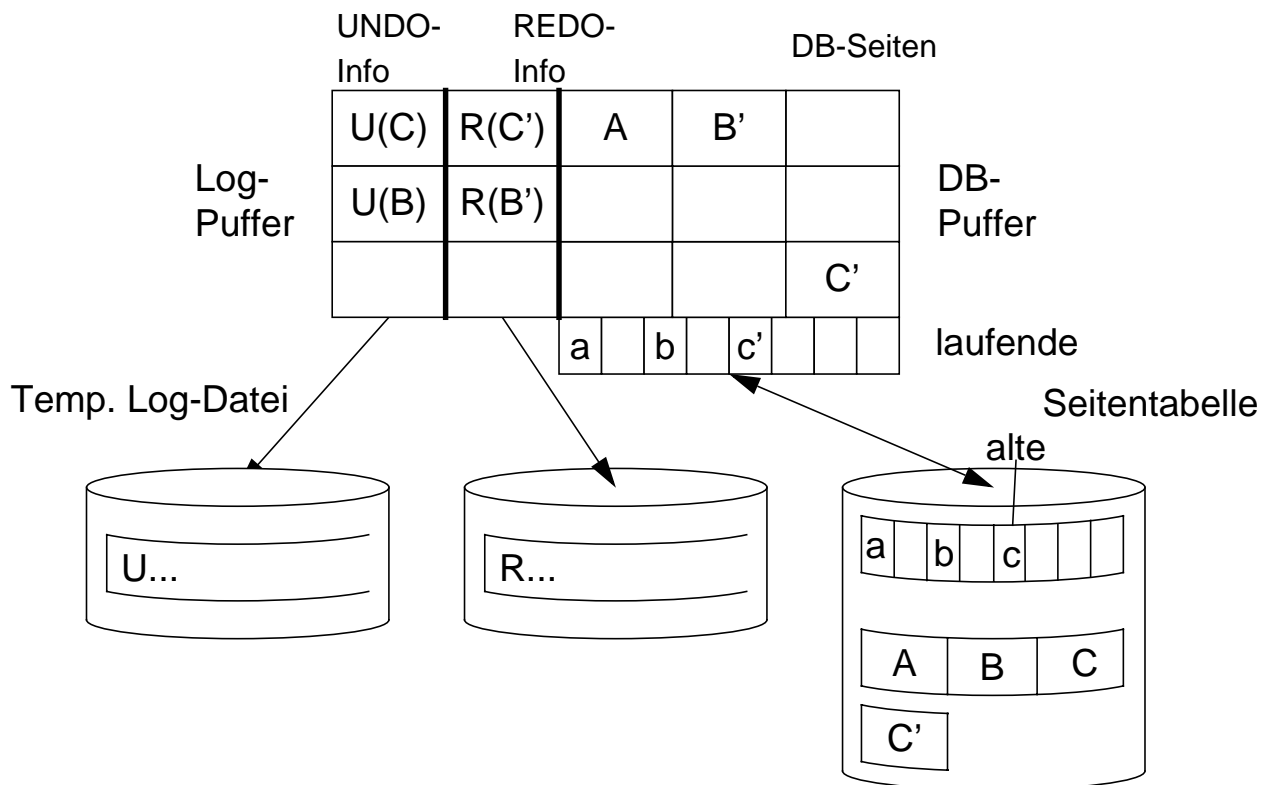 UNDO-
Info
REDO-
Info
DB-Seiten
U(C) R(C’) A B’
Log-
Puffer
U(B) R(B’)
DB-
Puffer
C’
a b c’
laufende
Temp. Log-Datei
Seitentabelle
alte
a b c
U...
R...
A B C
C’